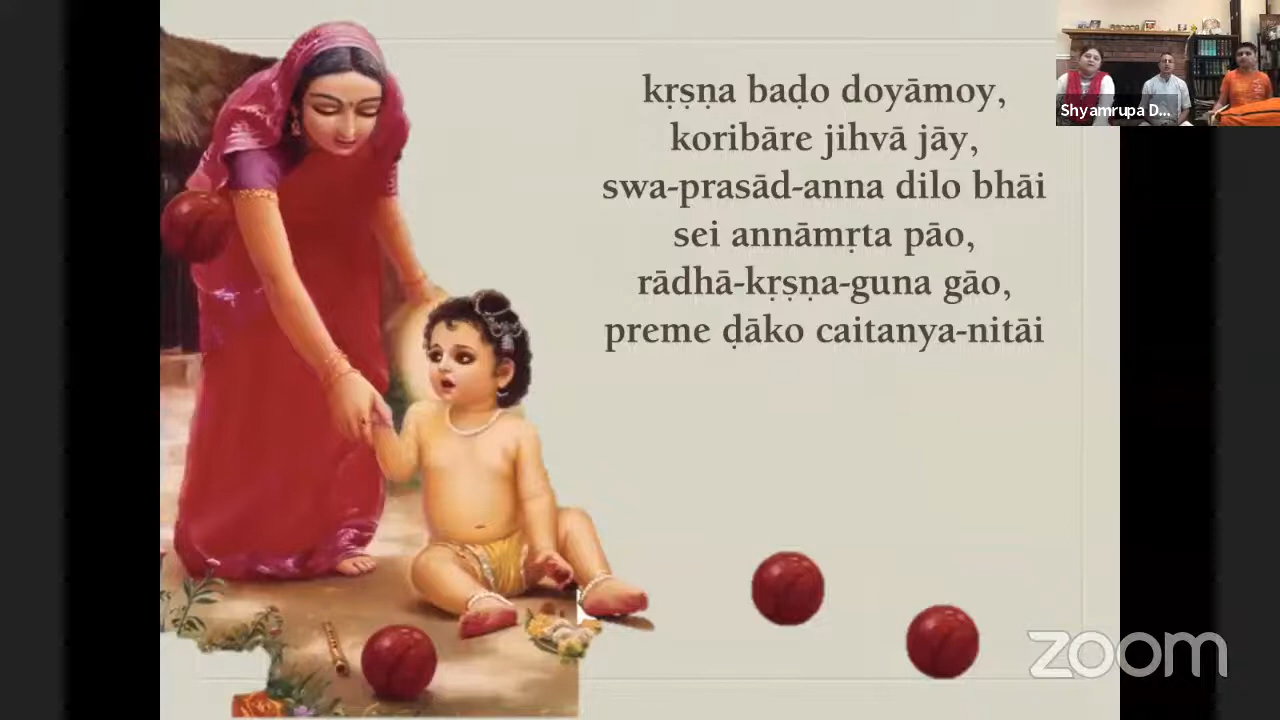 kṛṣṇa baḍo doyāmoy,
koribāre jihvā jāy,
swa-prasād-anna dilo bhāi
sei annāmṛta pāo,
rādhā-kṛṣṇa-guna gāo,
preme ḍāko caitanya-nitāi
Shyamrupa D...
zoom